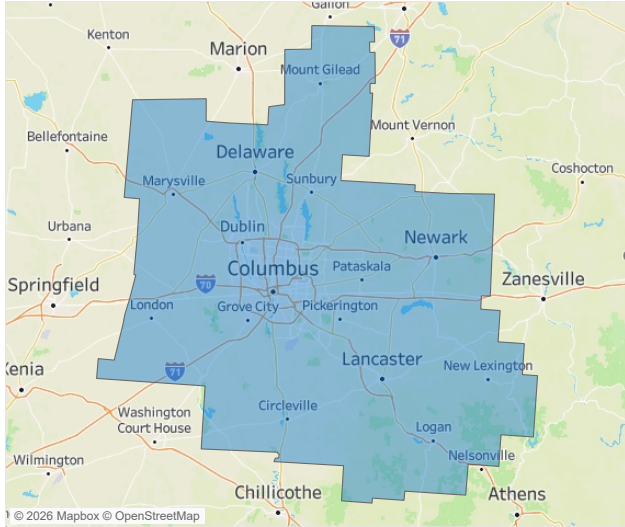 Galion
Kenton
71
Marion
Mount Gilead
Mount Vernon
Bellefontaine
Delaware
Coshocton
Marysville
Sunbury
Urbana
Dublin
Newark
Columbus
Pataskala
Springfield
70
Zanesville
London
Grove City
Pickerington
Lancaster
New Lexington
Xenia
71
Circleville
Washington
Court House
Logan
Nelsonville
Wilmington
Chillicothe
Athens
© 2026 Mapbox © OpenStreetMap